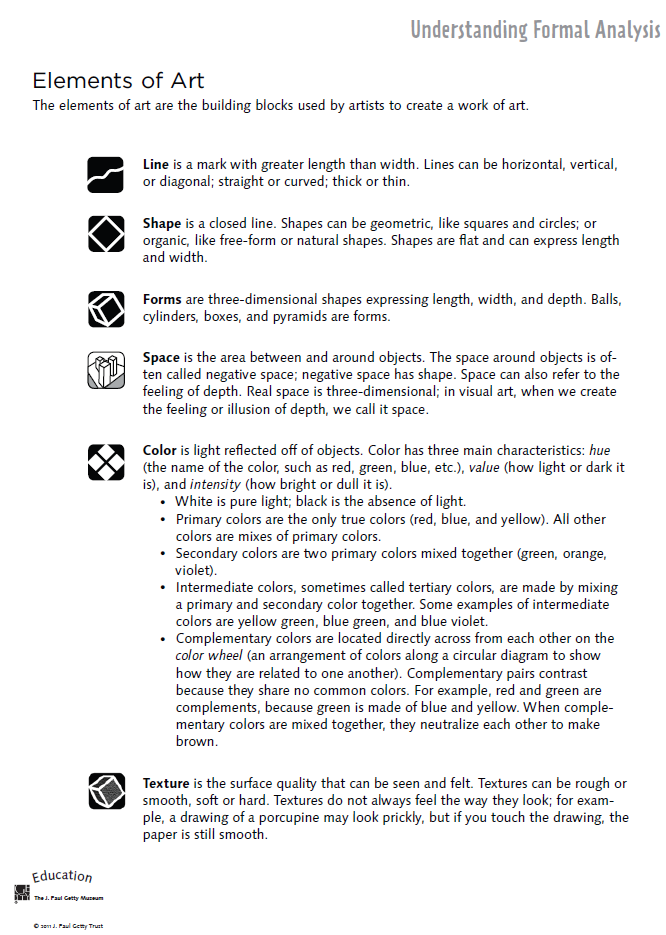 Understanding Formal Analysis
Elements of Art
The elements of art are the building blocks used by artists to create a work of art.
Line is a mark with greater length than width. Lines can be horizontal, vertical,
or diagonal; straight or curved; thick or thin.
Shape is a closed line. Shapes can be geometric, like squares and circles; or
organic, like free-form or natural shapes. Shapes are flat and can express length
and width.
Forms are three-dimensional shapes expressing length, width, and depth. Balls,
cylinders, boxes, and pyramids are forms.
Space is the area between and around objects. The space around objects is of-
ten called negative space; negative space has shape. Space can also refer to the
feeling of depth. Real space is three-dimensional; in visual art, when we create
the feeling or illusion of depth, we call it space.
Color is light reflected off of objects. Color has three main characteristics: hue
(the name of the color, such as red, green, blue, etc.), value (how light or dark it
is), and intensity (how bright or dull it is).
• White is pure light; black is the absence of light.
• Primary colors are the only true colors (red, blue, and yellow). All other
colors are mixes of primary colors.
• Secondary colors are two primary colors mixed together (green, orange,
violet).
• Intermediate colors, sometimes called tertiary colors, are made by mixing
a primary and secondary color together. Some examples of intermediate
colors are yellow green, blue green, and blue violet.
• Complementary colors are located directly across from each other on the
color wheel (an arrangement of colors along a circular diagram to show
how they are related to one another). Complementary pairs contrast
because they share no common colors. For example, red and green are
complements, because green is made of blue and yellow. When comple-
mentary colors are mixed together, they neutralize each other to make
brown.
Texture is the surface quality that can be seen and felt. Textures can be rough or
smooth, soft or hard. Textures do not always feel the way they look; for exam-
ple, a drawing of a porcupine may look prickly, but if you touch the drawing, the
paper is still smooth.
Education
The J. Paul Getty Museum
© 2011 J. Paul Getty Trust